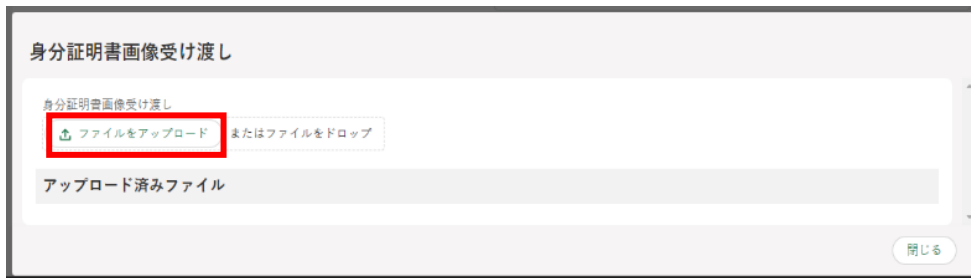 身分証明書画像受け渡し
身分証明書画像受け渡し
ファイルをアップロード またはファイルをドロップ
アップロード済みファイル
閉じる